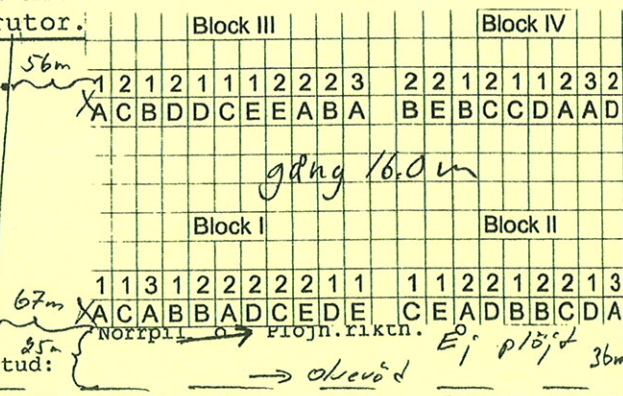 rutor. Block III Block IV
56m
1 2 1 2 1 1 1 2 2 2 3 2 2 1 2 1 1 2 3 2
X A C B D D C E E A B A B E B C C D A A D
gång 16.0 m
Block I Block II
1 1 3 1 2 2 2 2 2 1 1 1 1 2 2 1 2 2 1 3
67m X A C A B B A D C E D E C E A D B B C D A
Norrpil Plöjn.riktn. Ej plöjt 36m
25m
tud: